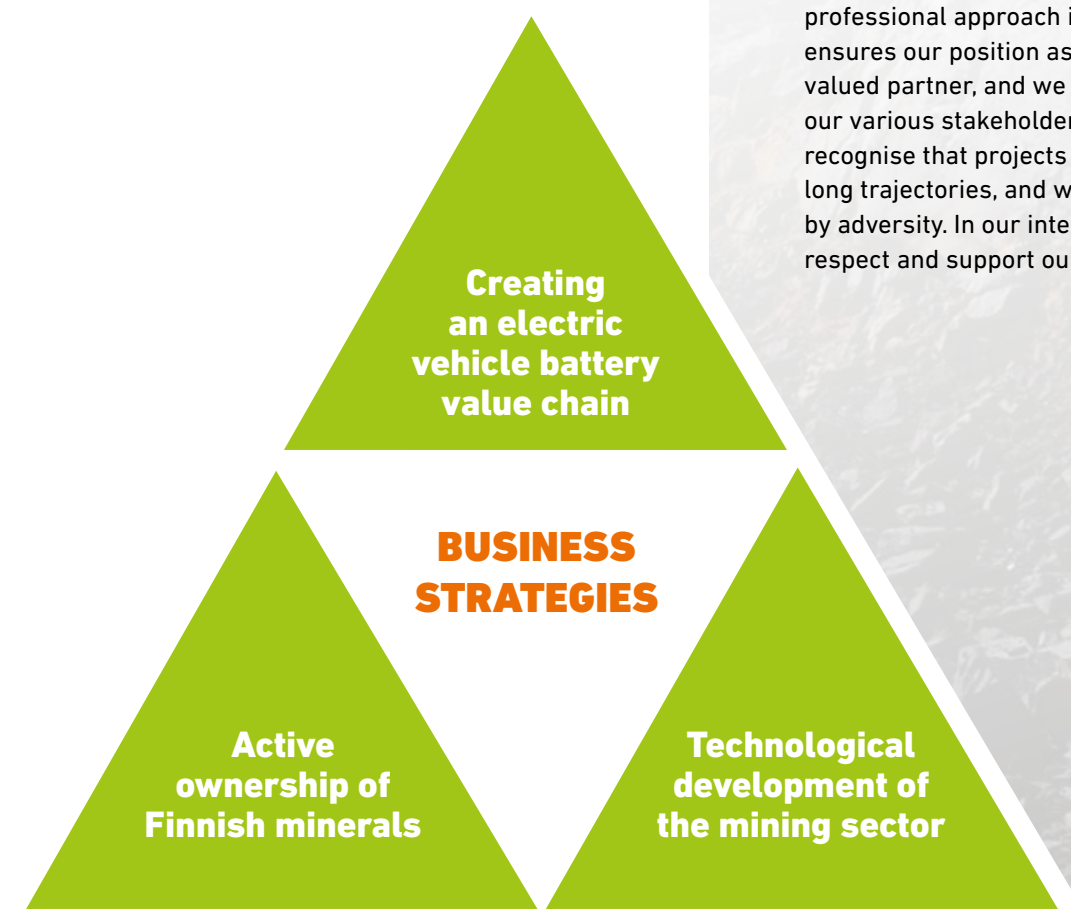 professional approach i
ensures our position as
valued partner, and we
our various stakeholder
recognise that projects
long trajectories, and w
by adversity. In our inte
respect and support ou
Creating
an electric
vehicle battery
value chain
BUSINESS
STRATEGIES
Active
ownership of
Finnish minerals
Technological
development of
the mining sector